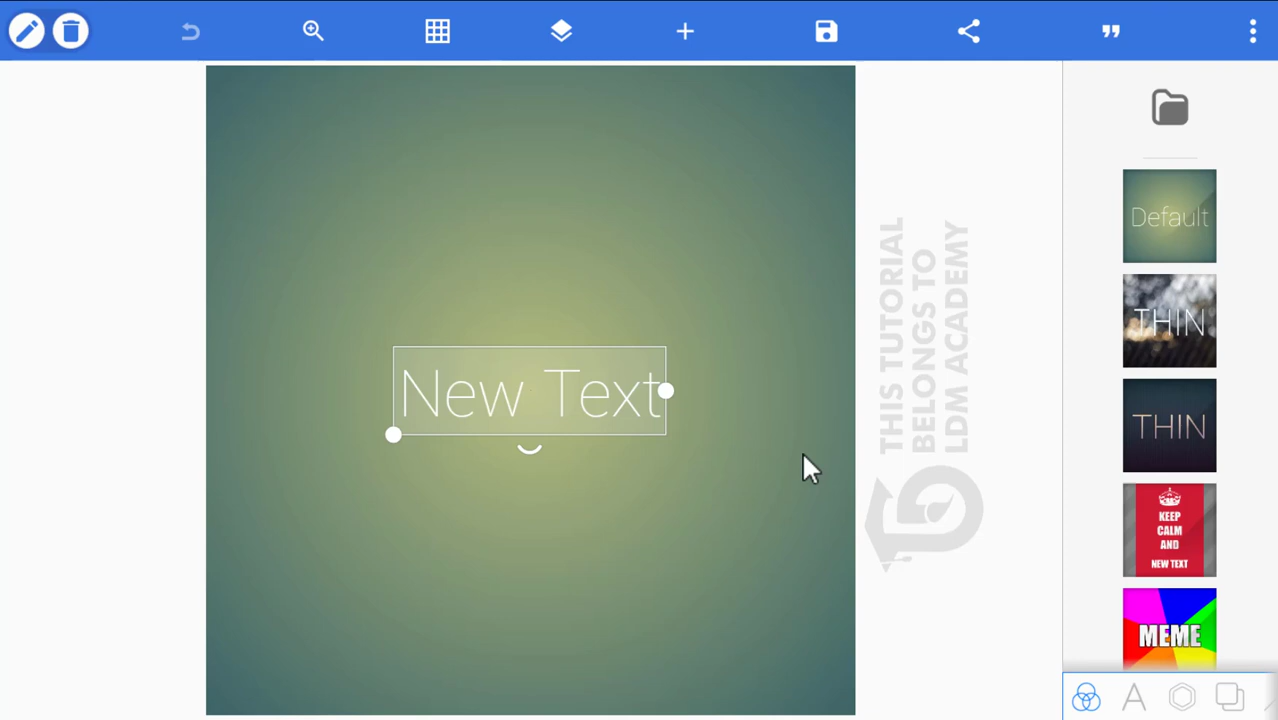 New Text
THIS TUTORIAL
BELONGS TO
LDM ACADEMY
Default
THIN
THIN
KEEP
CALM
AND
NEW TEXT
MEME